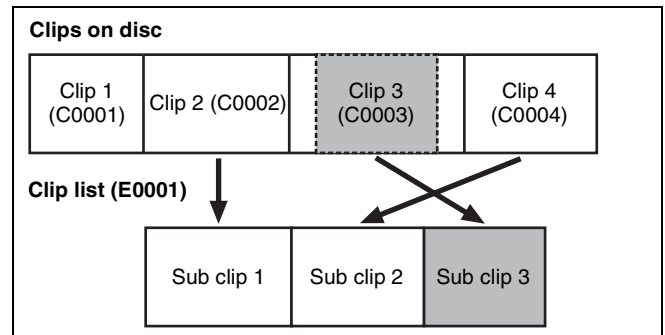 Clips on disc
Clip 1
(C0001)
Clip 2 (C0002)
Clip 3
(C0003)
Clip 4
(C0004)
Clip list (E0001)
Sub clip 1
Sub clip 2
Sub clip 3